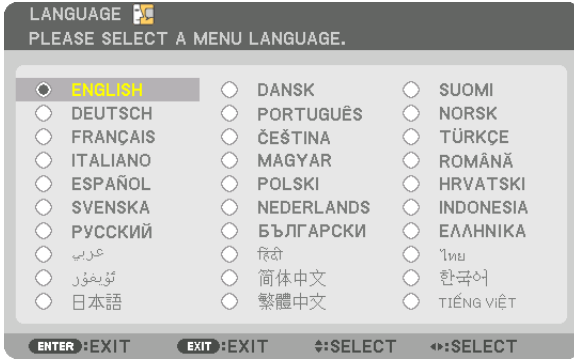 LANGUAGE
PLEASE SELECT A MENU LANGUAGE.
ENGLISH DANSK SUOMI
DEUTSCH PORTUGUÊS NORSK
FRANÇAIS ČEŠTINA TÜRKÇE
ITALIANO MAGYAR ROMÂNĂ
ESPAÑOL POLSKI HRVATSKI
SVENSKA NEDERLANDS INDONESIA
РУССКИЙ БЪЛГАРСКИ ΕΛΛΗΝΙΚΑ
عربي हिंदी ไทย
ئۇيغۇر 简体中文 한국어
日本語 繁體中文 TIẾNG VIỆT
ENTER :EXIT EXIT :EXIT :SELECT :SELECT